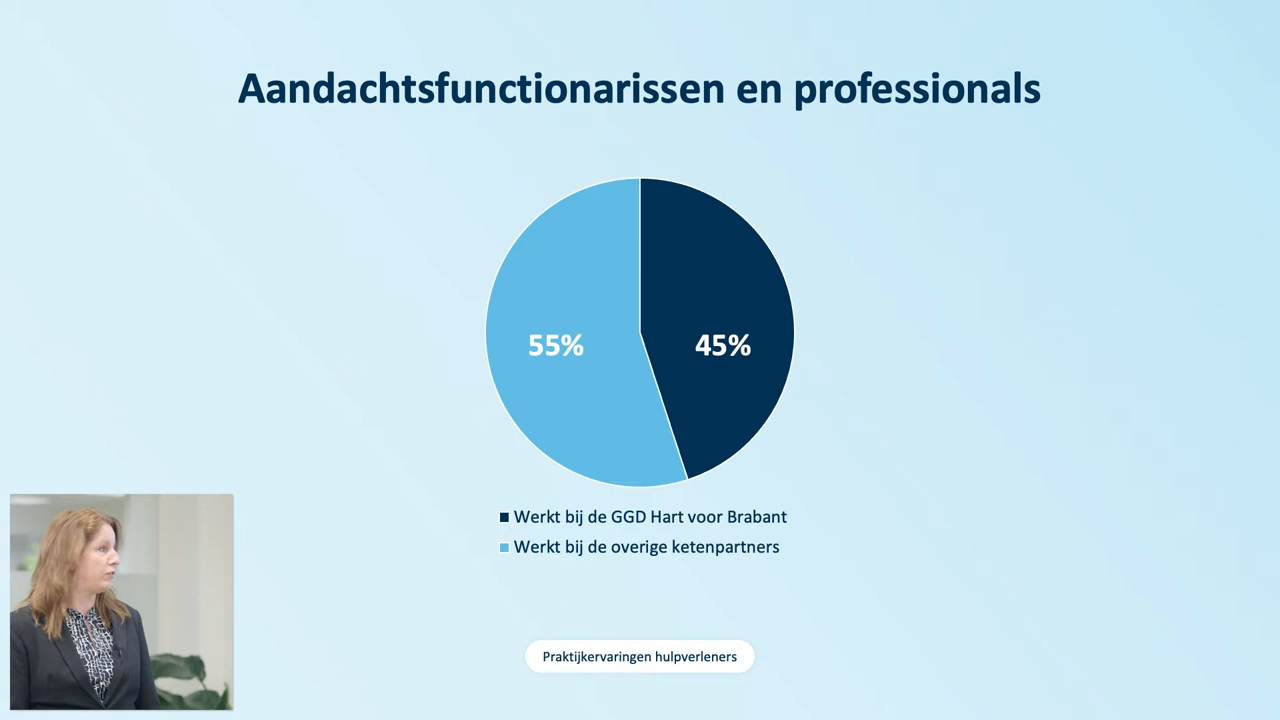 Aandachtsfunctionarissen en professionals
55%
45%
Werkt bij de GGD Hart voor Brabant
Werkt bij de overige ketenpartners
Praktijkervaringen hulpverleners